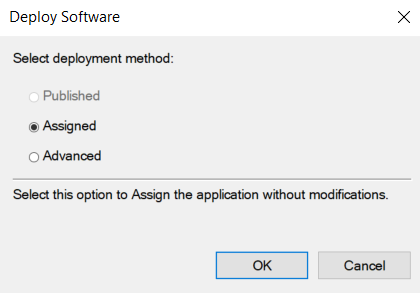 Deploy Software
Select deployment method:
Published
Assigned
Advanced
Select this option to Assign the application without modifications.
OK Cancel